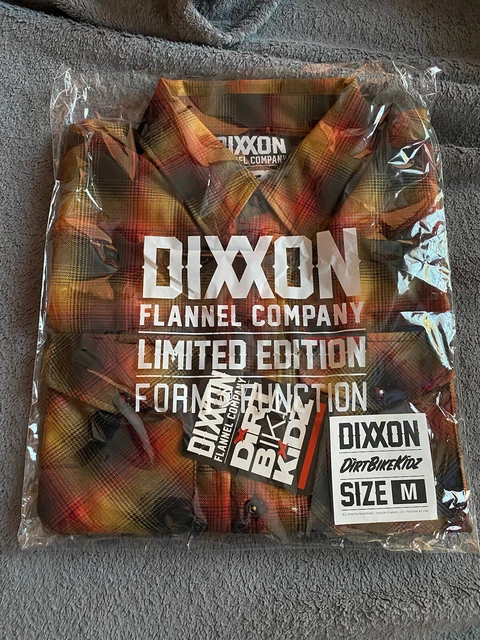 DIXXON
FLANNEL COMPANY
DIXXON
FLANNEL COMPANY
LIMITED EDITION
FORM FUNCTION
DIXXON
FLANNEL COMPANY
DiRT
BIKE
KiDZ
DIXXON
DIRTBIKEKIDZ
SIZE M